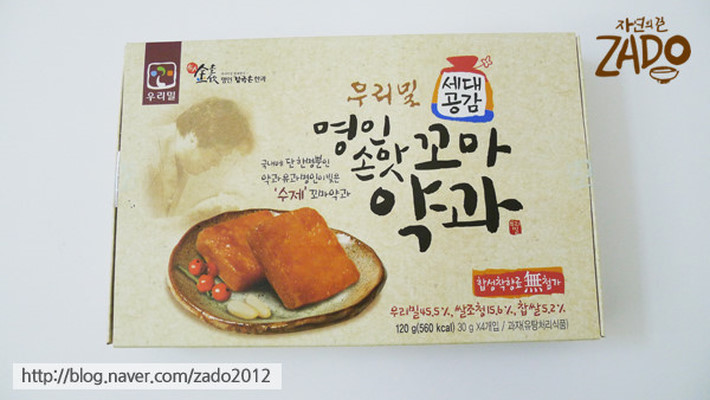 자연의길
ZADO
우리밀
명인 김규흔 한과
우리밀
세대
공감
명인
손맛
꼬마
약과
국내에 단 한명뿐인
약과·유과 명인이 빚은
'수제' 꼬마약과
합성착향료 無첨가
우리밀45.5%, 쌀조청15.6%, 찹쌀5.2%
120 g(560 kcal) 30 g X4개입 / 과자(유탕처리식품)
http://blog.naver.com/zado2012